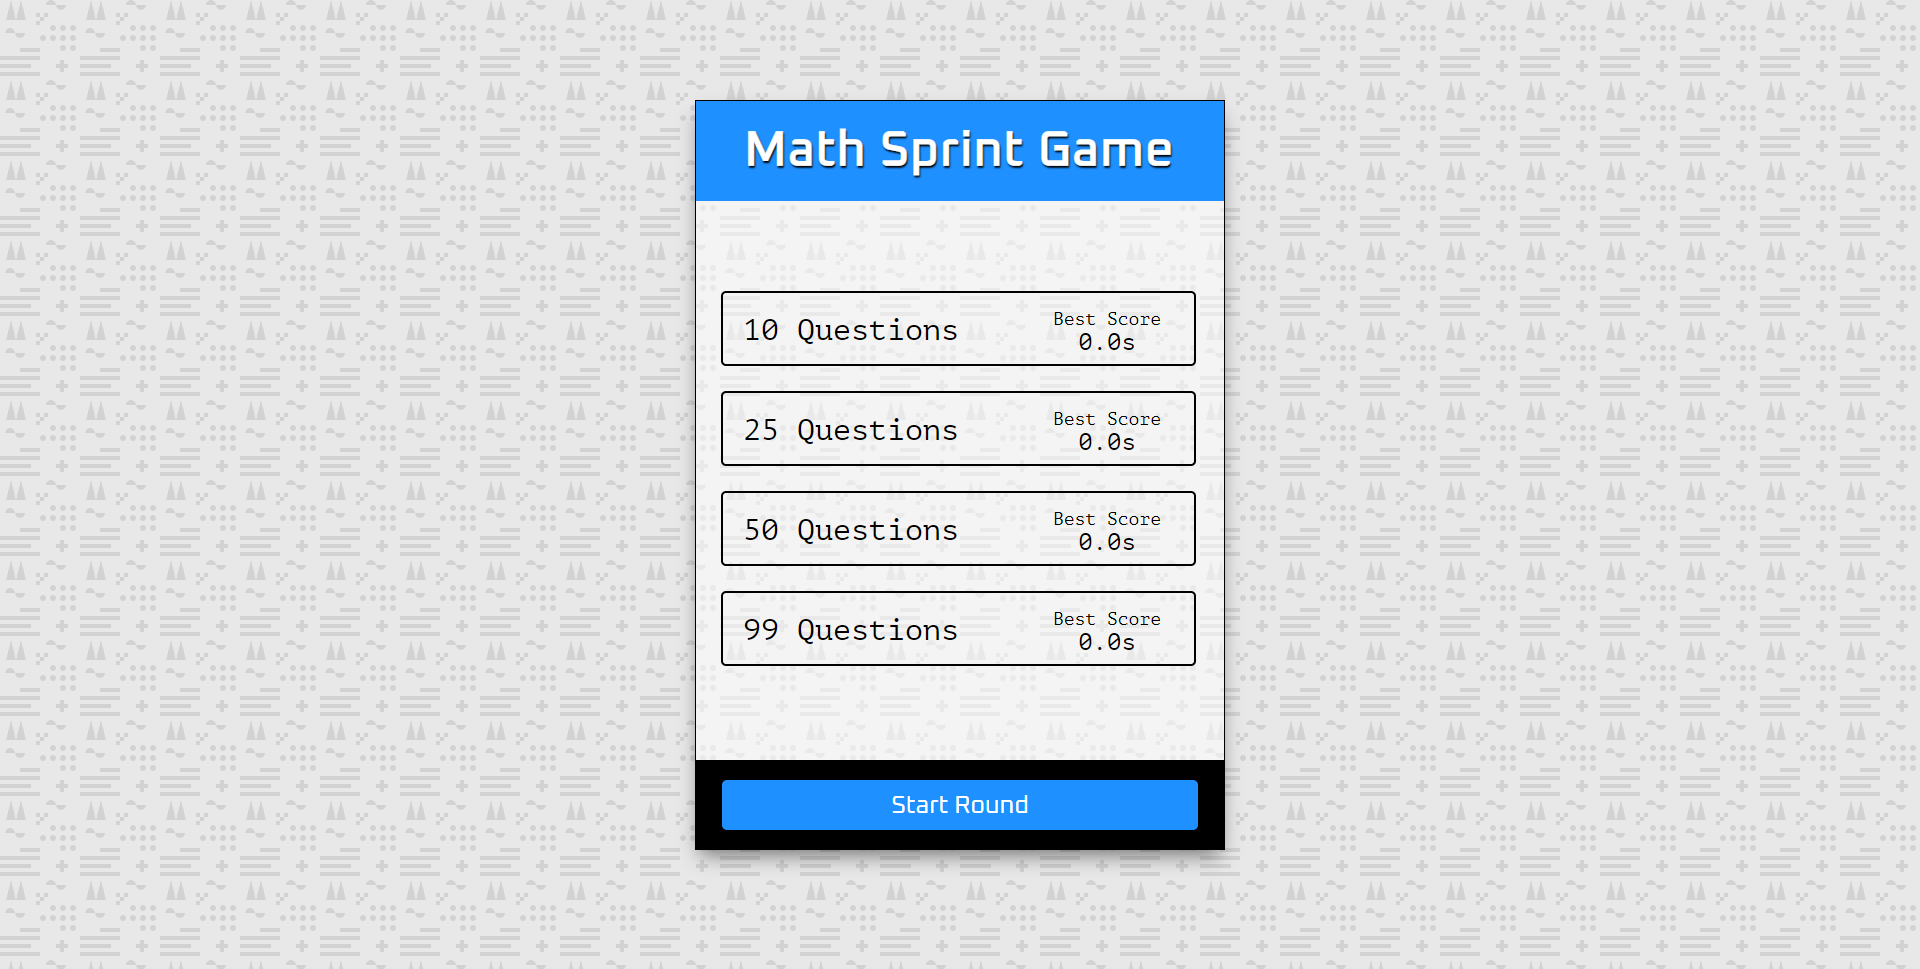 Math Sprint Game
10 Questions
Best Score
0.0s
25 Questions
Best Score
0.0s
50 Questions
Best Score
0.0s
99 Questions
Best Score
0.0s
Start Round